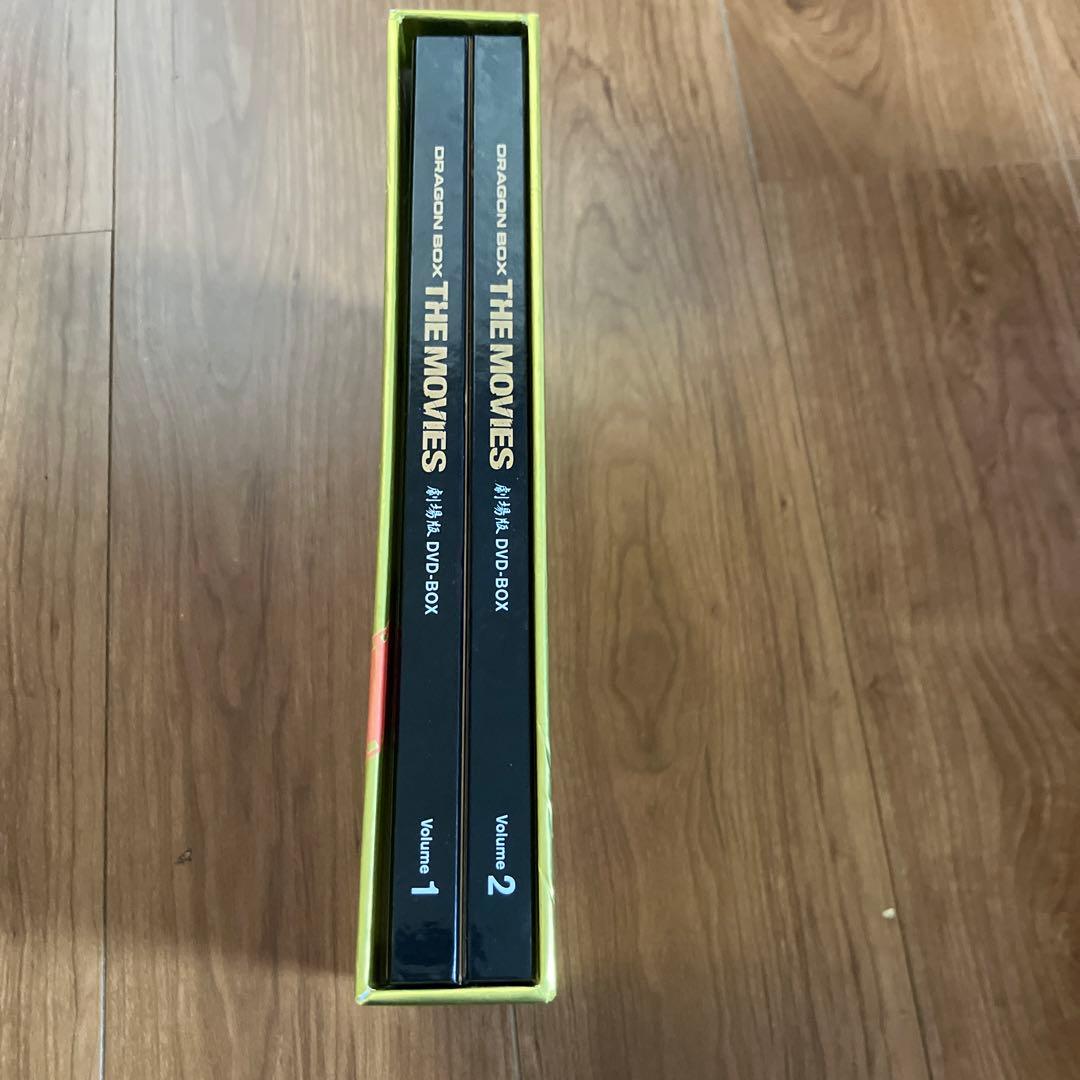 DRAGON BOX THE MOVIES 劇場版 DVD-BOX Volume 1
DRAGON BOX THE MOVIES 劇場版 DVD-BOX Volume 2